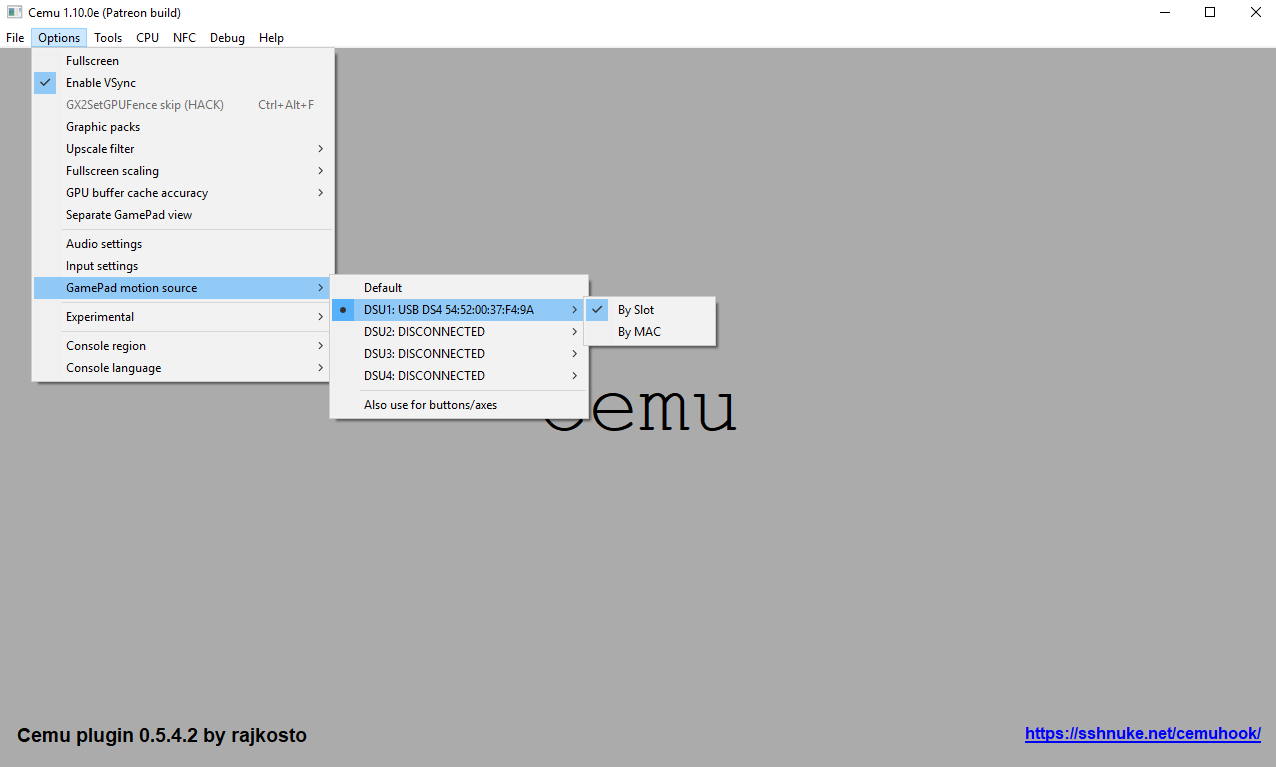 Cemu 1.10.0e (Patreon build)
File Options Tools CPU NFC Debug Help
Fullscreen
Enable VSync
GX2SetGPUFence skip (HACK) Ctrl+Alt+F
Graphic packs
Upscale filter
Fullscreen scaling
GPU buffer cache accuracy
Separate GamePad view
Audio settings
Input settings
GamePad motion source
Experimental
Console region
Console language
Default
DSU1: USB DS4 54:52:00:37:F4:9A
DSU2: DISCONNECTED
DSU3: DISCONNECTED
DSU4: DISCONNECTED
Also use for buttons/axes
By Slot
By MAC
Cemu
Cemu plugin 0.5.4.2 by rajkosto
https://sshnuke.net/cemuhook/